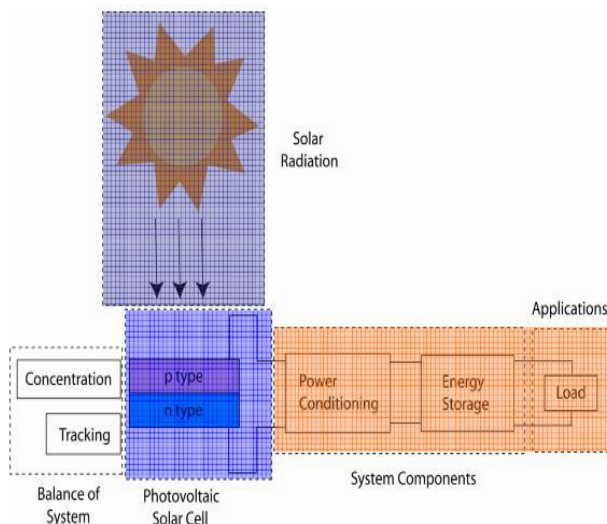 Solar
Radiation
Applications
Concentration
p type
Power
Conditioning
Energy
Storage
Load
n type
Tracking
System Components
Balance of
System
Photovoltaic
Solar Cell